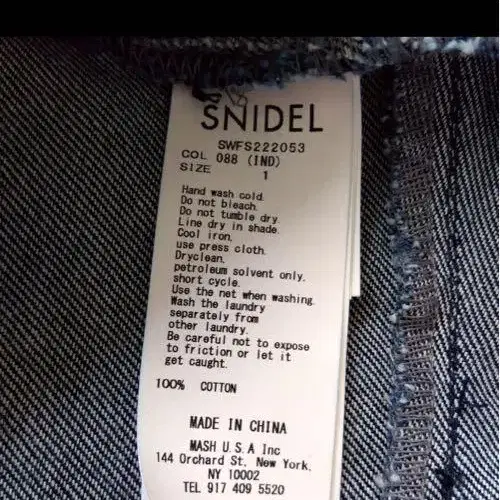 SNIDEL
SWFS222053
COL 088 (IND)
SIZE 1
Hand wash cold.
Do not bleach.
Do not tumble dry.
Line dry in shade.
Cool iron.
use press cloth.
Dryclean.
petroleum solvent only.
short cycle.
Use the net when washing.
Wash the laundry
separately from
other laundry.
Be careful not to expose
to friction or let it
get caught.
100% COTTON
MADE IN CHINA
MASH U.S.A Inc
144 Orchard St. New York,
NY 10002
TEL 917 409 5520